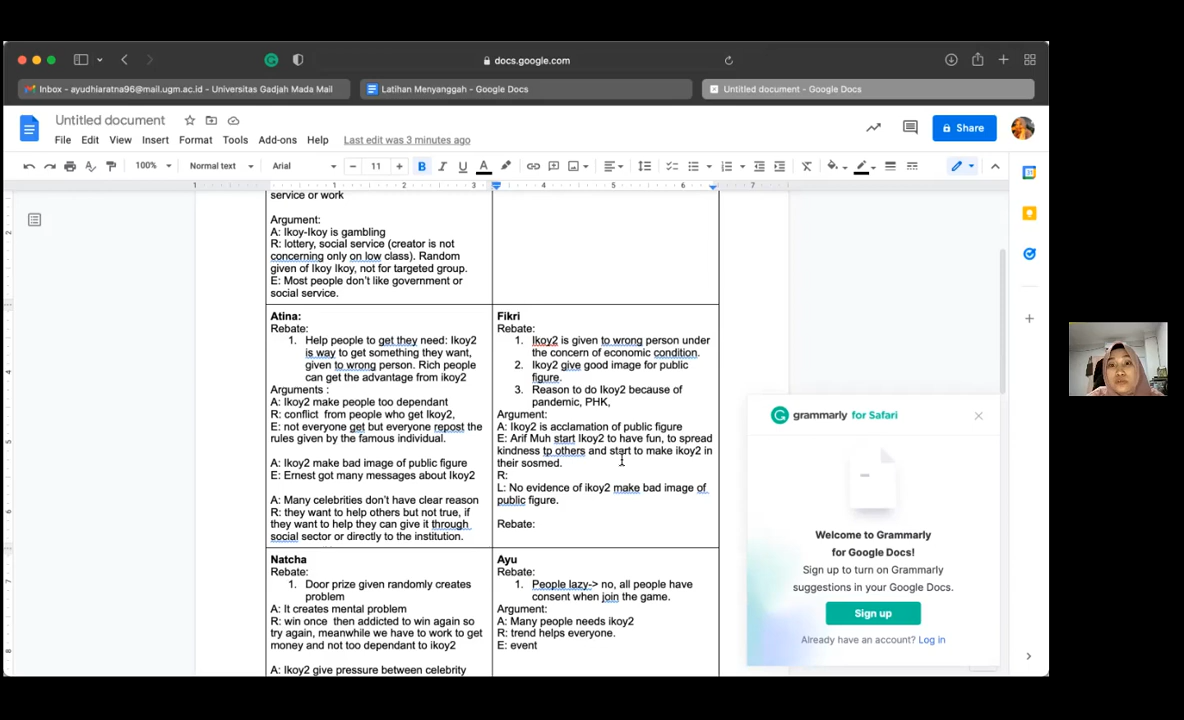 docs.google.com
Inbox - ayudhiaratna96@mail.ugm.ac.id - Universitas Gadjah Mada Mail
Latihan Menyanggah - Google Docs
Untitled document - Google Docs
Untitled document
File Edit View Insert Format Tools Add-ons Help Last edit was 3 minutes ago
Share
100% Normal text Arial 11 B I U A
1 1 2 3 4 5 6 7
service or work
Argument:
A: Ikoy-Ikoy is gambling
R: lottery, social service (creator is not
concerning only on low class). Random
given of Ikoy Ikoy, not for targeted group.
E: Most people don't like government or
social service.
Atina:
Rebate:
1. Help people to get they need: Ikoy2
is way to get something they want,
given to wrong person. Rich people
can get the advantage from ikoy2
Arguments :
A: Ikoy2 make people too dependant
R: conflict from people who get Ikoy2,
E: not everyone get but everyone repost the
rules given by the famous individual.
A: Ikoy2 make bad image of public figure
E: Ernest got many messages about Ikoy2
A: Many celebrities don't have clear reason
R: they want to help others but not true, if
they want to help they can give it through
social sector or directly to the institution.
Fikri
Rebate:
1. Ikoy2 is given to wrong person under
the concern of economic condition.
2. Ikoy2 give good image for public
figure.
3. Reason to do Ikoy2 because of
pandemic, PHK,
Argument:
A: Ikoy2 is acclamation of public figure
E: Arif Muh start Ikoy2 to have fun, to spread
kindness tp others and start to make ikoy2 in
their sosmed.
R:
L: No evidence of ikoy2 make bad image of
public figure.
Rebate:
Natcha
Rebate:
1. Door prize given randomly creates
problem
A: It creates mental problem
R: win once then addicted to win again so
try again, meanwhile we have to work to get
money and not too dependant to ikoy2
A: Ikoy2 give pressure between celebrity
Ayu
Rebate:
1. People lazy-> no, all people have
consent when join the game.
Argument:
A: Many people needs ikoy2
R: trend helps everyone.
E: event
grammarly for Safari
Welcome to Grammarly
for Google Docs!
Sign up to turn on Grammarly
suggestions in your Google Docs.
Sign up
Already have an account? Log in